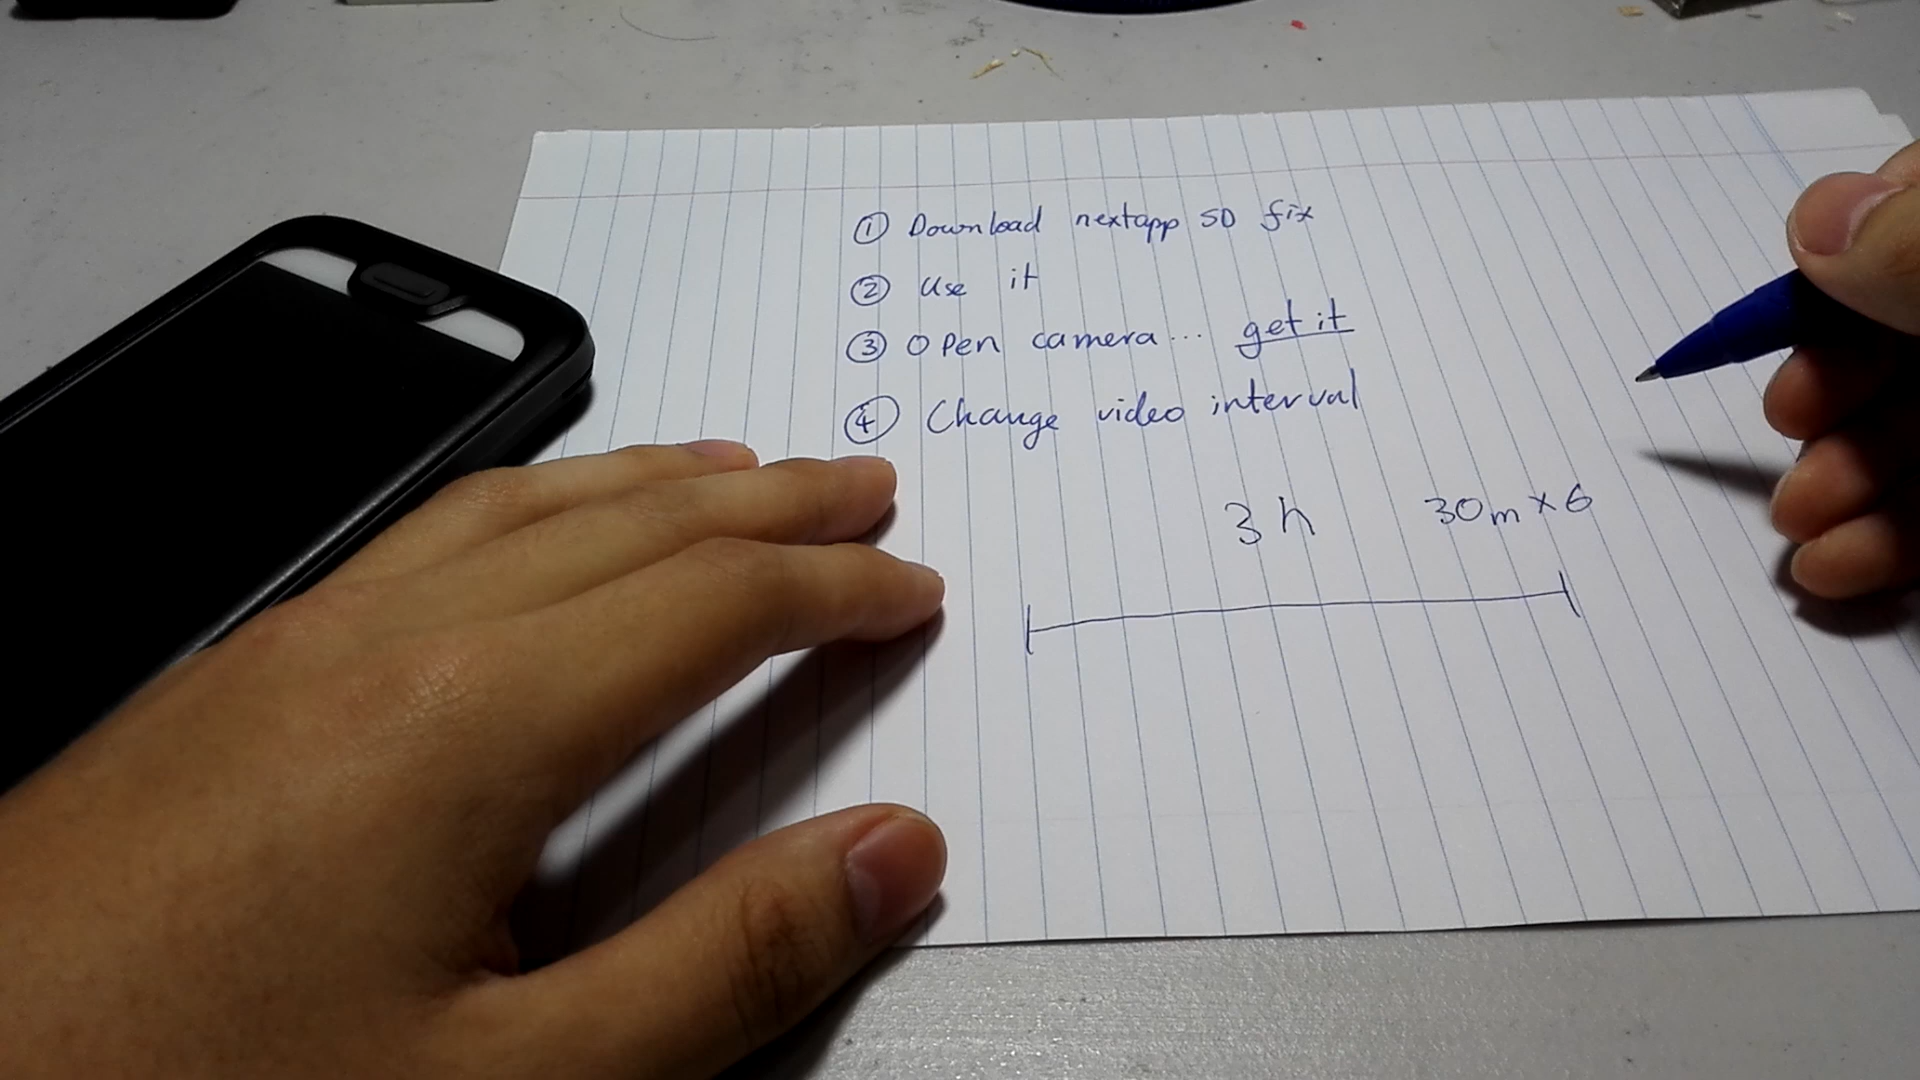 ① Download nextapp SD fix
② Use it
③ Open camera... get it
④ Change video interval
3h 30m x 6